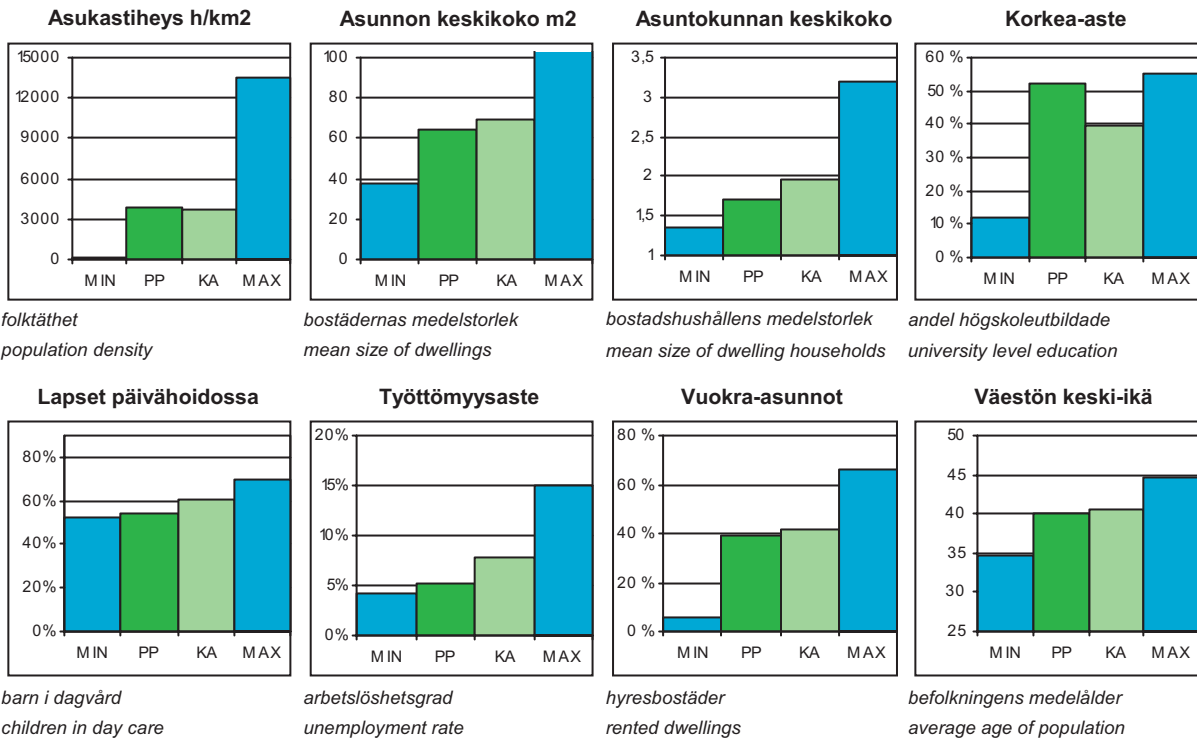 Asukastiheys h/km2
15000
12000
9000
6000
3000
0
MIN PP KA MAX
folktäthet
population density
Asunnon keskikoko m2
100
80
60
40
20
0
MIN PP KA MAX
bostädernas medelstorlek
mean size of dwellings
Asuntokunnan keskikoko
3,5
3
2,5
2
1,5
1
MIN PP KA MAX
bostadshushållens medelstorlek
mean size of dwelling households
Korkea-aste
60 %
50 %
40 %
30 %
20 %
10 %
0 %
MIN PP KA MAX
andel högskoleutbildade
university level education
Lapset päivähoidossa
80%
60%
40%
20%
0%
MIN PP KA MAX
barn i dagvård
children in day care
Työttömyysaste
20%
15%
10%
5%
0%
MIN PP KA MAX
arbetslöshetsgrad
unemployment rate
Vuokra-asunnot
80 %
60 %
40 %
20 %
0 %
MIN PP KA MAX
hyresbostäder
rented dwellings
Väestön keski-ikä
50
45
40
35
30
25
MIN PP KA MAX
befolkningens medelålder
average age of population